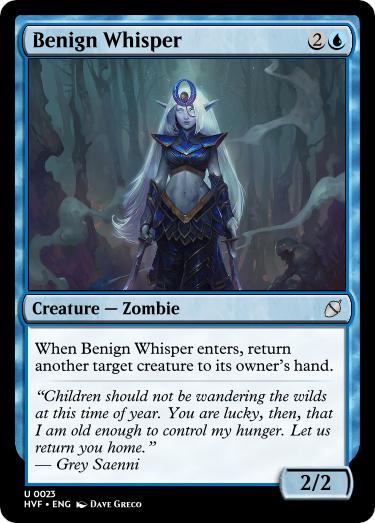 Benign Whisper 2
Creature — Zombie
When Benign Whisper enters, return
another target creature to its owner's hand.
"Children should not be wandering the wilds
at this time of year. You are lucky, then, that
I am old enough to control my hunger. Let us
return you home."
— Grey Saenni
2/2
U 0023
HVF • ENG Dave Greco